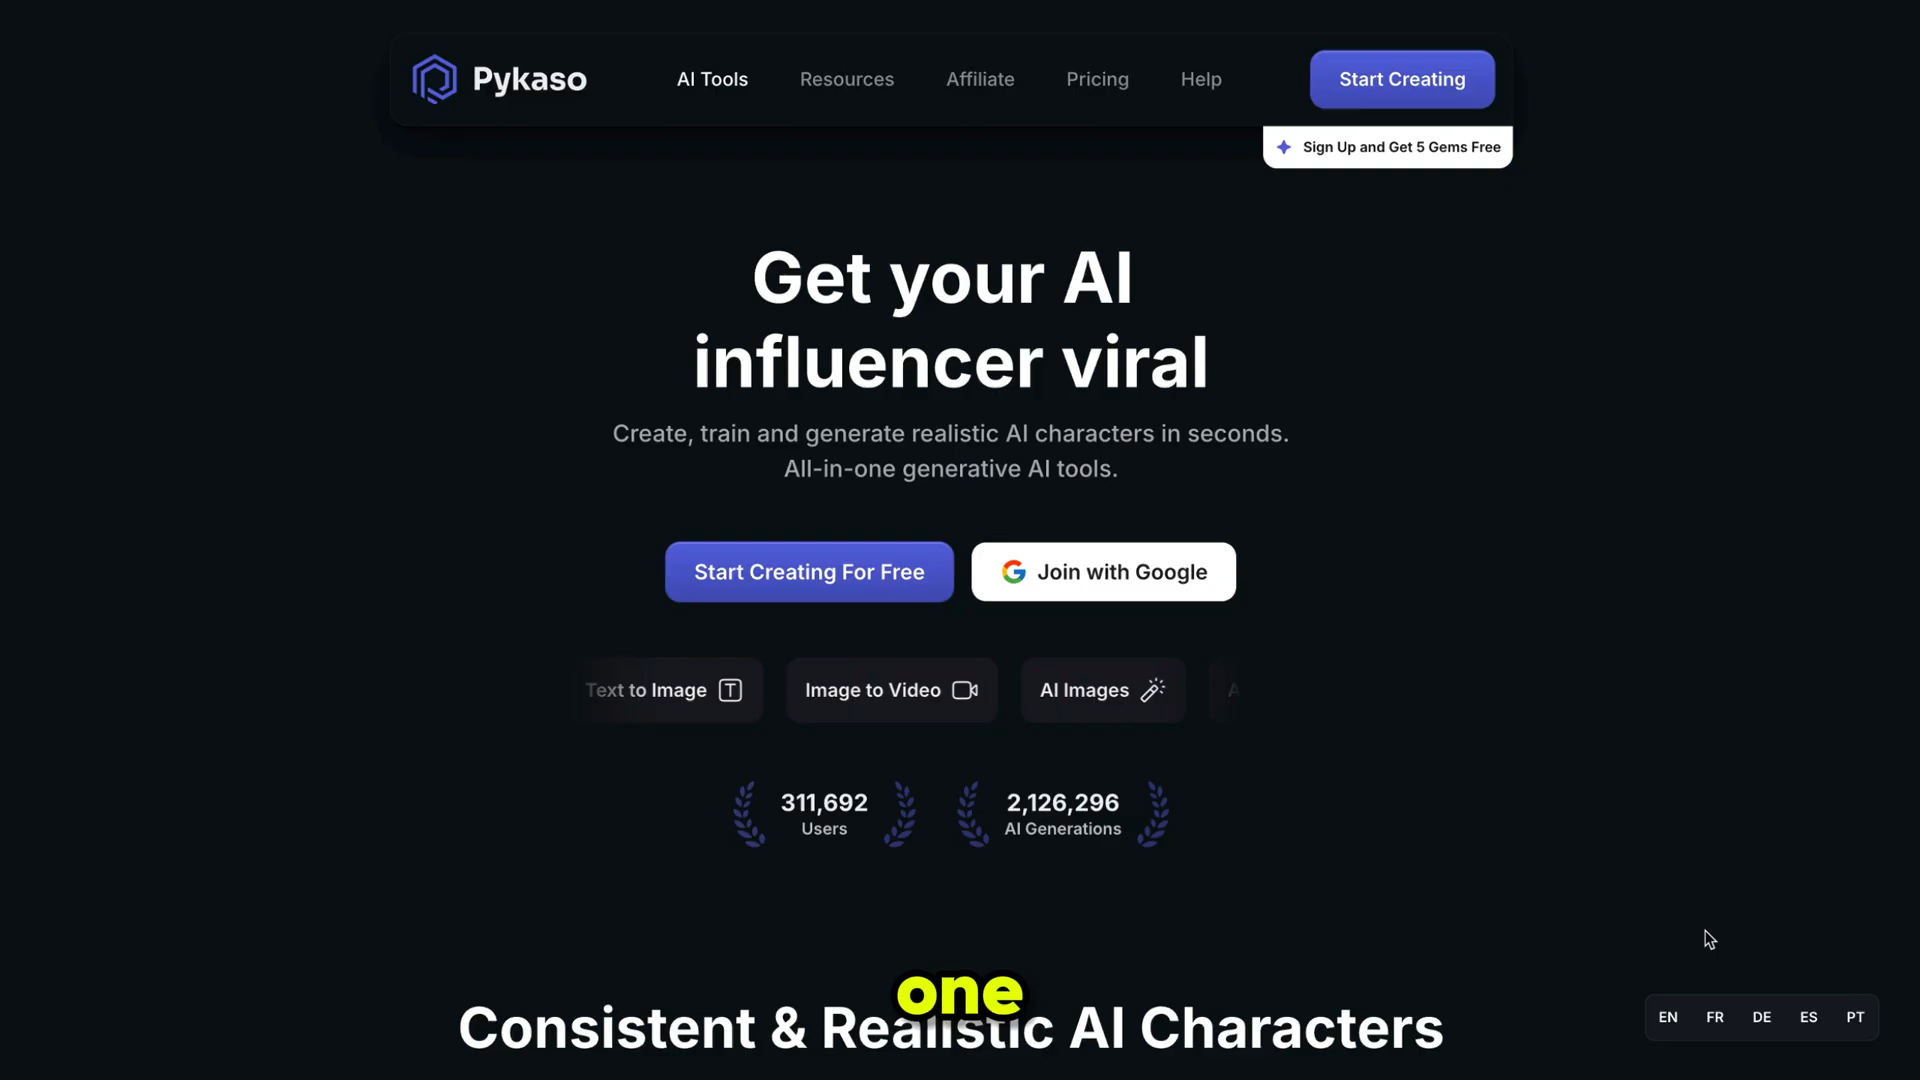 Pykaso
AI Tools
Resources
Affiliate
Pricing
Help
Start Creating
Sign Up and Get 5 Gems Free
Get your AI
influencer viral
Create, train and generate realistic AI characters in seconds.
All-in-one generative AI tools.
Start Creating For Free
Join with Google
Text to Image
Image to Video
AI Images
311,692
Users
2,126,296
AI Generations
one
Consistent & Realistic AI Characters
EN FR DE ES PT